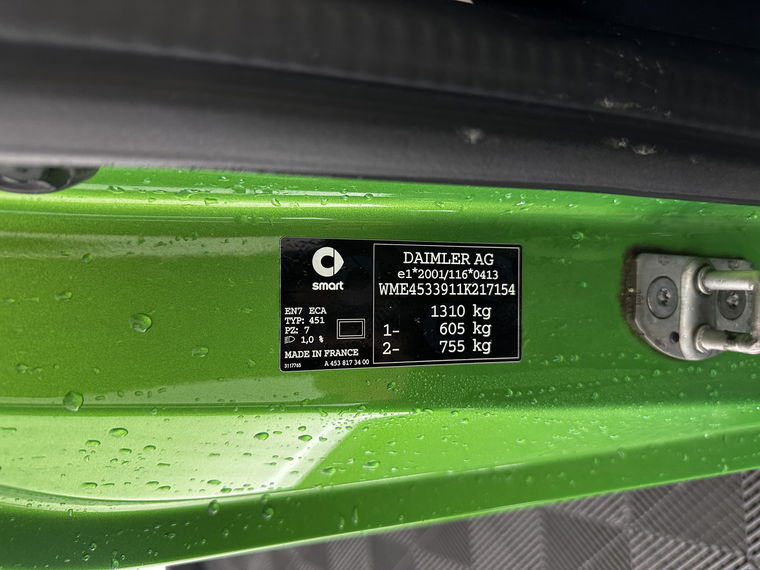 smart
EN7 ECA
TYP: 451
PZ: 7
1,0 %
MADE IN FRANCE
3117765 A 453 817 34 00
DAIMLER AG
e1*2001/116*0413
WME4533911K217154
1310 kg
1- 605 kg
2- 755 kg